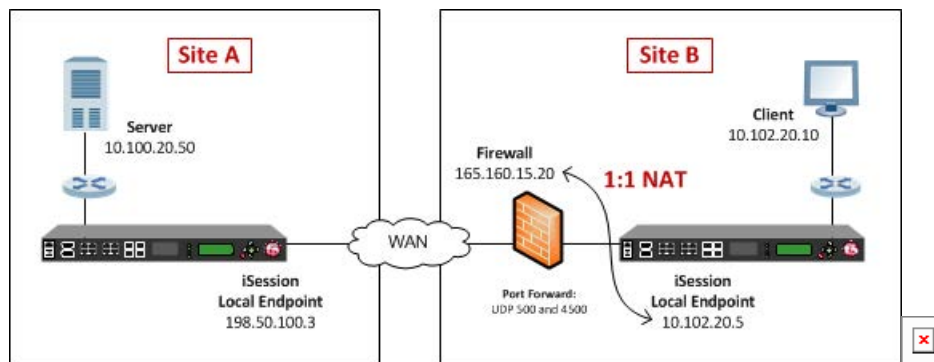 Site A
Server
10.100.20.50
iSession
Local Endpoint
198.50.100.3
WAN
Site B
Firewall
165.160.15.20
1:1 NAT
Port Forward:
UDP 500 and 4500
Client
10.102.20.10
iSession
Local Endpoint
10.102.20.5